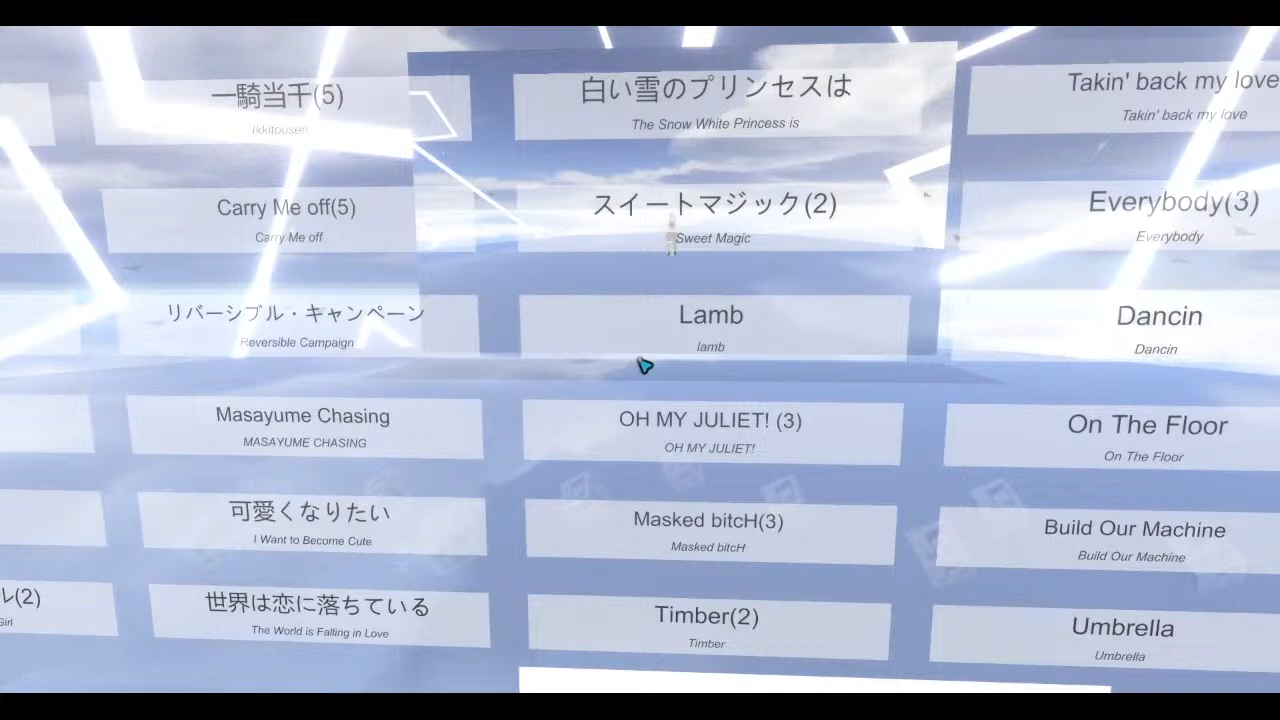 一騎当千(5)
Ikkitousen
白い雪のプリンセスは
The Snow White Princess is
Takin' back my love
Takin' back my love
Carry Me off(5)
Carry Me off
スイートマジック(2)
Sweet Magic
Everybody(3)
Everybody
リバーシブル・キャンペーン
Reversible Campaign
Lamb
lamb
Dancin
Dancin
Masayume Chasing
MASAYUME CHASING
OH MY JULIET! (3)
OH MY JULIET!
On The Floor
On The Floor
可愛くなりたい
I Want to Become Cute
Masked bitcH(3)
Masked bitcH
Build Our Machine
Build Our Machine
ル(2)
Girl
世界は恋に落ちている
The World is Falling in Love
Timber(2)
Timber
Umbrella
Umbrella